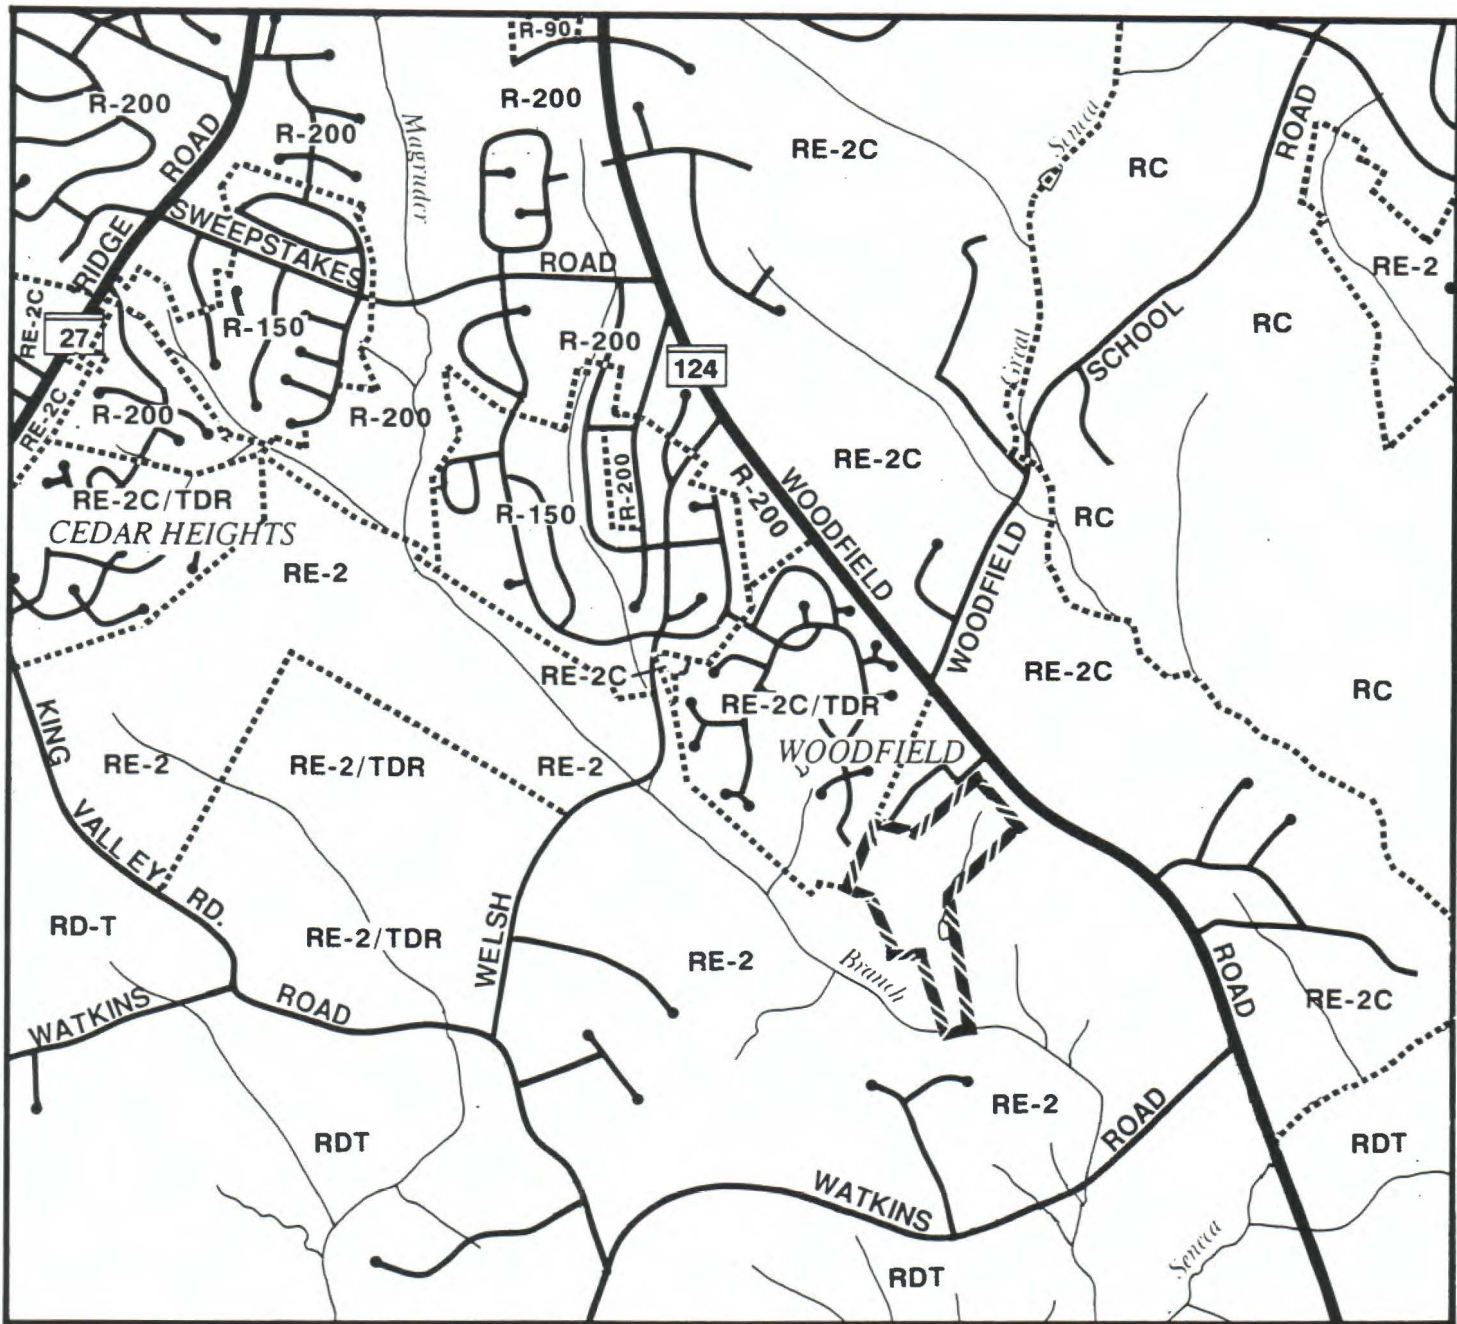 R-90
R-200
R-200
ROAD
R-200
Magruder
RE-2C
Seneca
RC
ROAD
RIDGE
SWEEPSTAKES
ROAD
RE-2
RE-2C
27
R-150
R-200
124
Great
SCHOOL
RC
RE-2C
R-200
R-200
RE-2C
R-200
R-200
WOODFIELD
RE-2C/TDR
CEDAR HEIGHTS
R-150
RC
RE-2
WOODFIELD
RE-2C
RE-2C
RC
RE-2C/TDR
KING
VALLEY
RD.
RE-2
RE-2/TDR
RE-2
WOODFIELD
RD-T
RE-2/TDR
WELSH
RE-2
Branch
ROAD
RE-2C
WATKINS
ROAD
RE-2
ROAD
RDT
RDT
WATKINS
Seneca
RDT